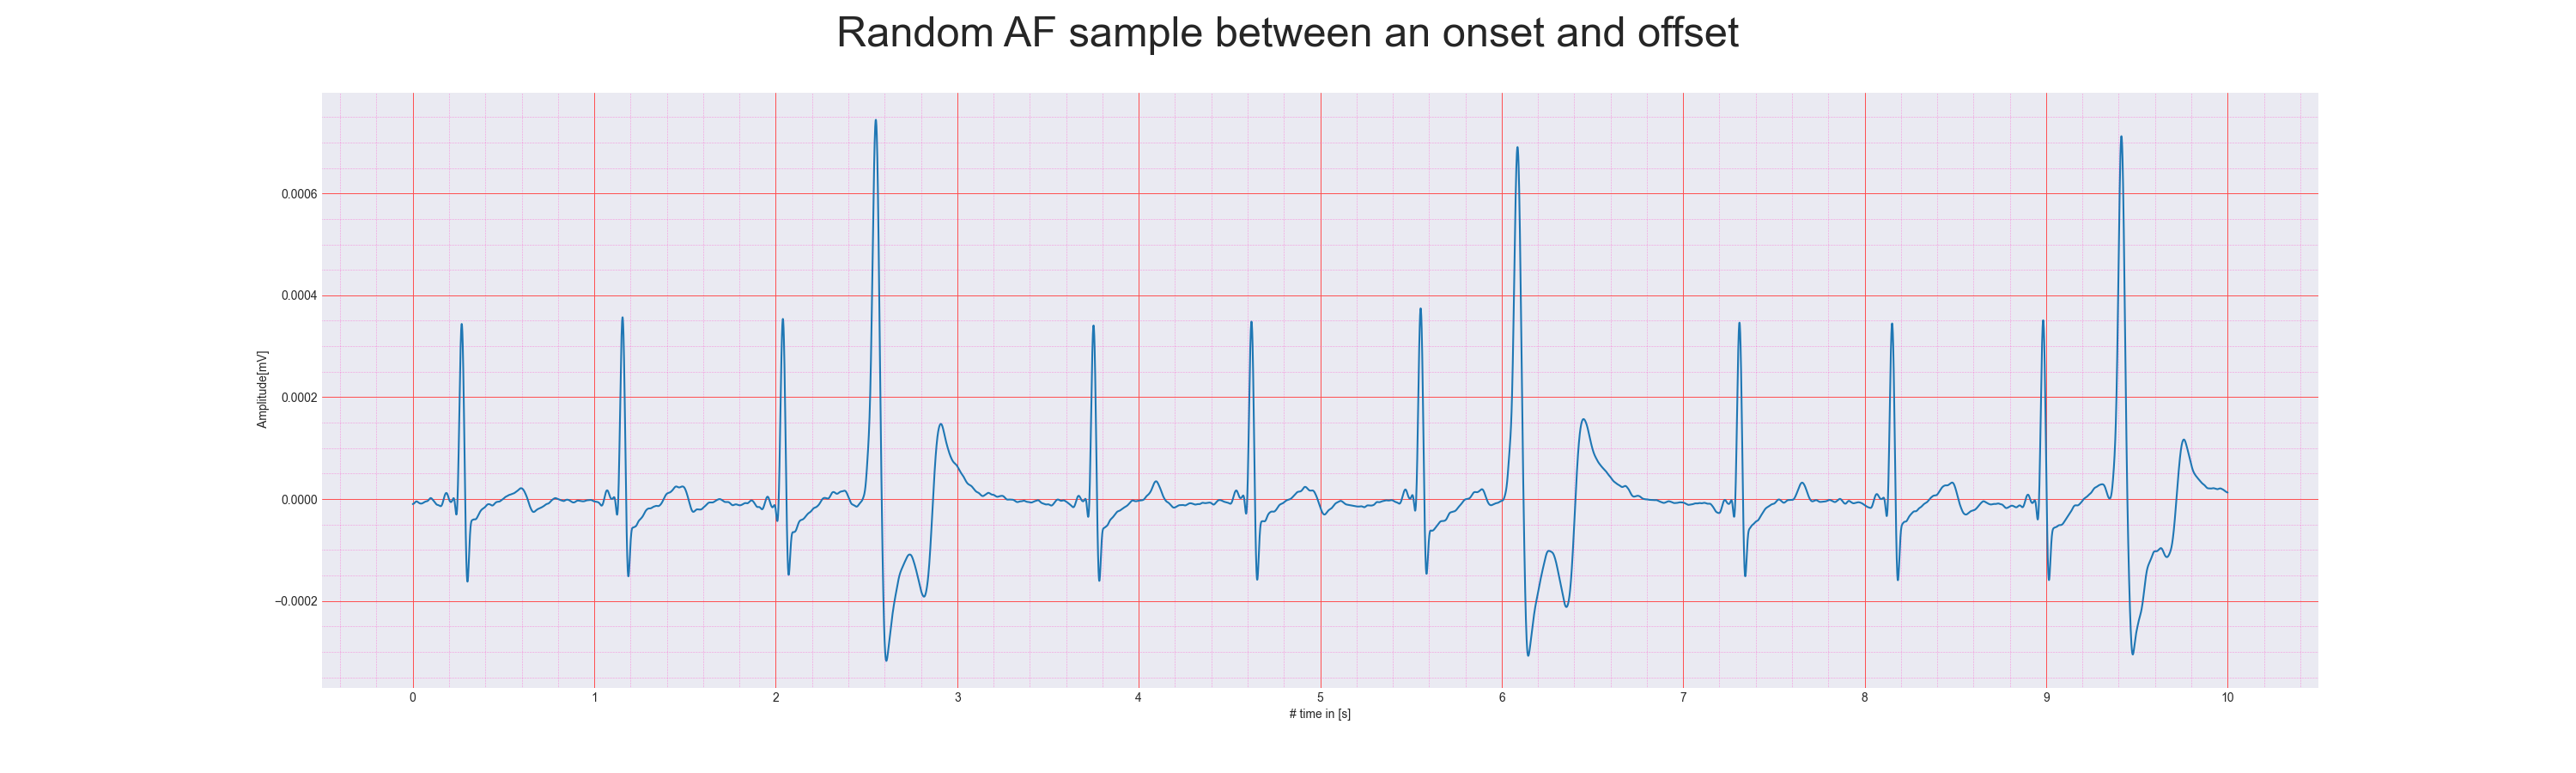 Random AF sample between an onset and offset
0.0006
0.0004
0.0002
0.0000
−0.0002
Amplitude[mV]
0 1 2 3 4 5 6 7 8 9 10
# time in [s]